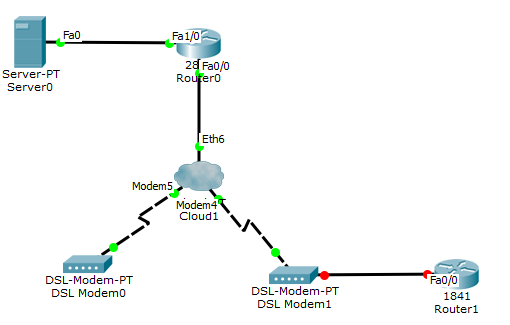 Fa0
Fa1/0
Server-PT
Server0
28
Router0
Fa0/0
Eth6
Modem5
Modem4
Cloud1
DSL-Modem-PT
DSL Modem0
DSL-Modem-PT
DSL Modem1
Fa0/0
1841
Router1